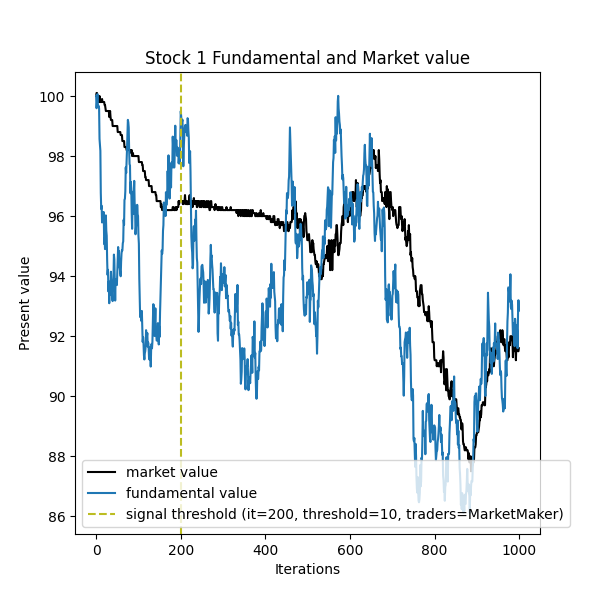 Stock 1 Fundamental and Market value
Present value
100
98
96
94
92
90
88
86
market value
fundamental value
signal threshold (it=200, threshold=10, traders=MarketMaker)
0 200 400 600 800 1000
Iterations